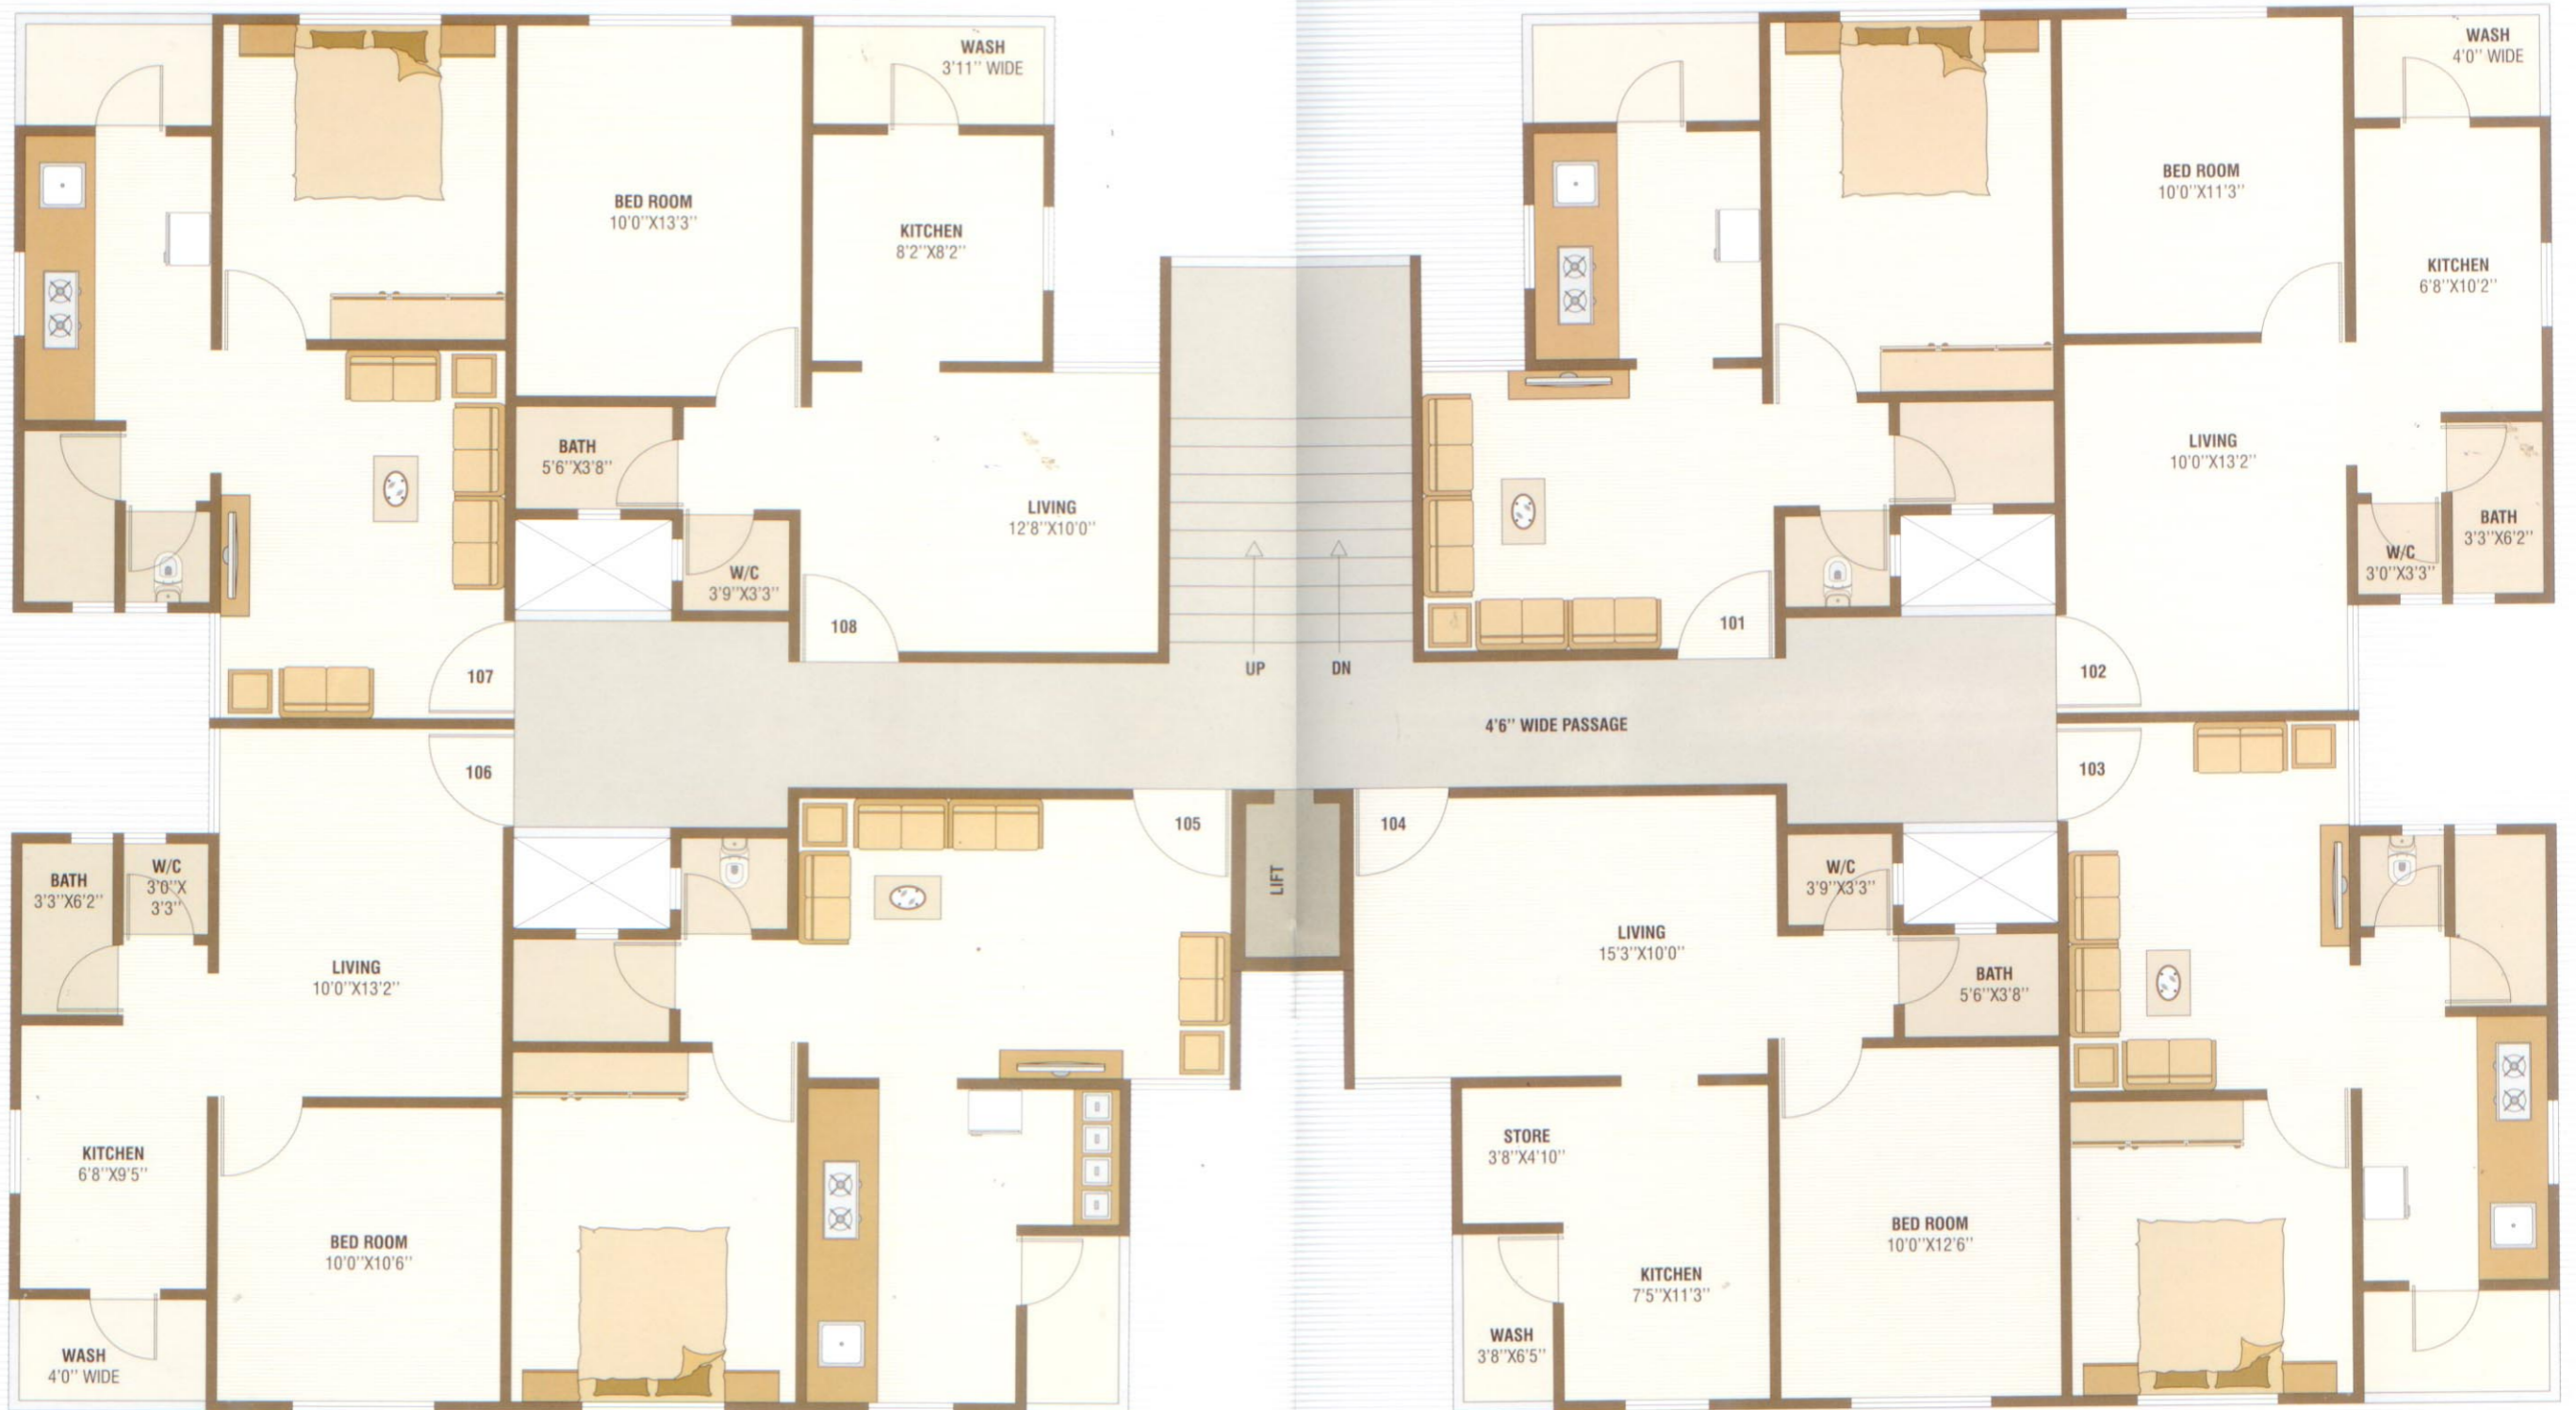 WASH
3'11'' WIDE
BED ROOM
10'0''X13'3''
KITCHEN
8'2''X8'2''
BATH
5'6''X3'8''
LIVING
12'8''X10'0''
W/C
3'9''X3'3''
108
107
106
UP
DN
WASH
4'0'' WIDE
BED ROOM
10'0''X11'3''
KITCHEN
6'8''X10'2''
LIVING
10'0''X13'2''
BATH
3'3''X6'2''
W/C
3'0''X3'3''
101
102
4'6'' WIDE PASSAGE
103
105
LIFT
104
BATH
3'3''X6'2''
W/C
3'0''X
3'3''
LIVING
10'0''X13'2''
KITCHEN
6'8''X9'5''
BED ROOM
10'0''X10'6''
WASH
4'0'' WIDE
W/C
3'9''X3'3''
LIVING
15'3''X10'0''
BATH
5'6''X3'8''
STORE
3'8''X4'10''
BED ROOM
10'0''X12'6''
KITCHEN
7'5''X11'3''
WASH
3'8''X6'5''